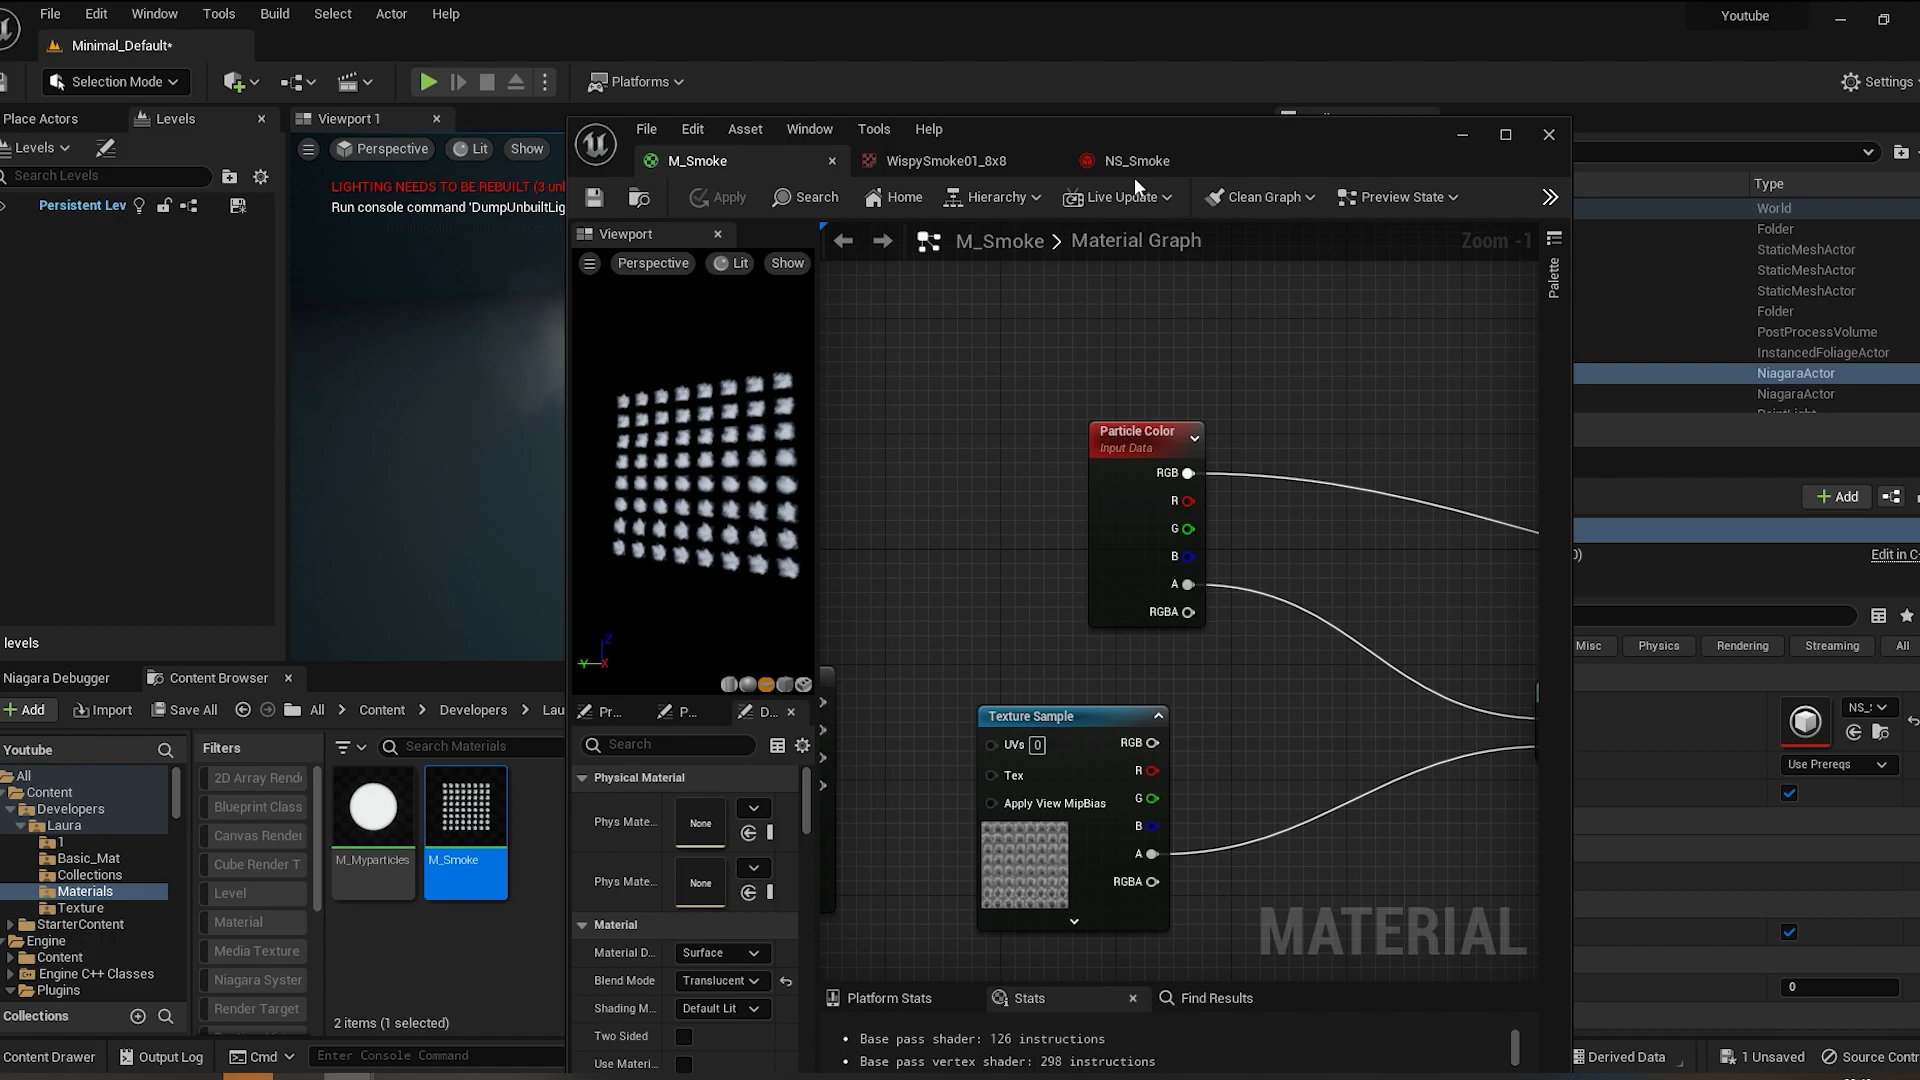 File Edit Window Tools Build Select Actor Help
Youtube
Minimal_Default*
Selection Mode
Platforms
Settings
Place Actors
Levels
Viewport 1
File Edit Asset Window Tools Help
Levels
Perspective Lit Show
M_Smoke WispySmoke01_8x8 NS_Smoke
Search Levels
LIGHTING NEEDS TO BE REBUILT (3 un
Run console command 'DumpUnbuiltLig
Persistent Lev
Apply Search Home Hierarchy Live Update Clean Graph Preview State
Viewport
M_Smoke > Material Graph
Zoom -1
Perspective Lit Show
Palette
Type
World
Folder
StaticMeshActor
StaticMeshActor
StaticMeshActor
Folder
PostProcessVolume
InstancedFoliageActor
NiagaraActor
NiagaraActor
PointLight
Particle Color
Input Data
RGB
R
G
B
A
RGBA
Add
Edit in C
Misc Physics Rendering Streaming All
levels
Z
Y X
Niagara Debugger
Content Browser
Add Import Save All All > Content > Developers > Lau
Pr... P... D...
Texture Sample
UVs 0 RGB
Tex R
Apply View MipBias G
B
A
RGBA
NS_S
Use Prereqs
Youtube
Filters
Search Materials
Search
All
Content
Developers
Laura
1
Basic_Mat
Collections
Materials
Texture
StarterContent
Engine
Content
Engine C++ Classes
Plugins
Collections
2D Array Rende
Blueprint Class
Canvas Render
Cube Render T
Level
Material
Media Texture
Niagara Syster
Render Target
M_Myparticles
M_Smoke
2 items (1 selected)
Physical Material
Phys Mate... None
Phys Mate... None
Material
Material D... Surface
Blend Mode Translucent
Shading M... Default Lit
Two Sided
Use Materi...
MATERIAL
0
Platform Stats Stats Find Results
• Base pass shader: 126 instructions
• Base pass vertex shader: 298 instructions
Content Drawer Output Log Cmd Enter Console Command
Derived Data 1 Unsaved Source Contr